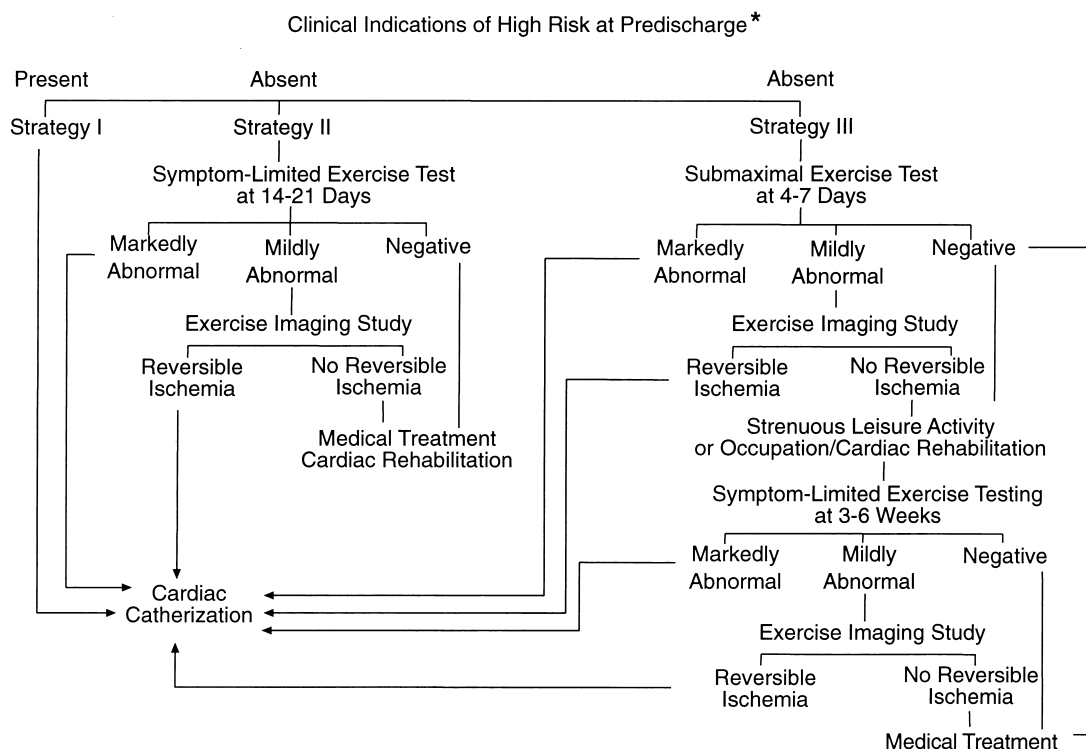 Clinical Indications of High Risk at Predischarge*
Present
Absent
Absent
Strategy I
Strategy II
Strategy III
Symptom-Limited Exercise Test
at 14-21 Days
Markedly
Abnormal
Mildly
Abnormal
Negative
Exercise Imaging Study
Reversible
Ischemia
No Reversible
Ischemia
Medical Treatment
Cardiac Rehabilitation
Submaximal Exercise Test
at 4-7 Days
Markedly
Abnormal
Mildly
Abnormal
Negative
Exercise Imaging Study
Reversible
Ischemia
No Reversible
Ischemia
Strenuous Leisure Activity
or Occupation/Cardiac Rehabilitation
Symptom-Limited Exercise Testing
at 3-6 Weeks
Markedly
Abnormal
Mildly
Abnormal
Negative
Exercise Imaging Study
Reversible
Ischemia
No Reversible
Ischemia
Medical Treatment
Cardiac
Catherization